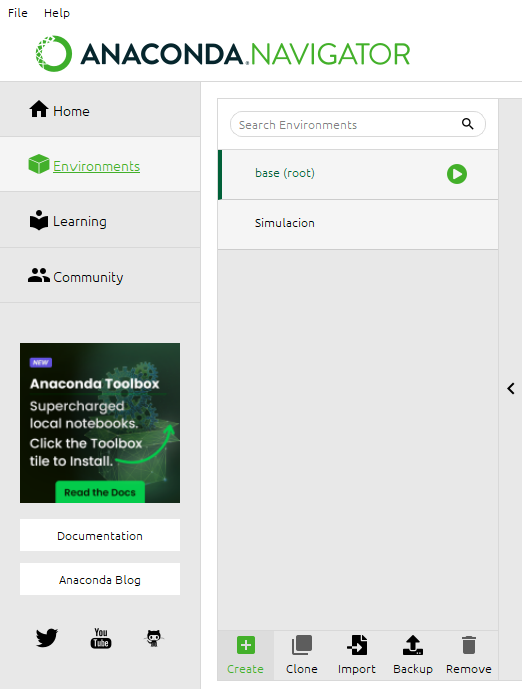 File Help
ANACONDA.NAVIGATOR
Home
Environments
Learning
Community
NEW
Anaconda Toolbox
Supercharged
local notebooks.
Click the Toolbox
tile to Install.
Read the Docs
Documentation
Anaconda Blog
You
Tube
Search Environments
base (root)
Simulacion
Create Clone Import Backup Remove